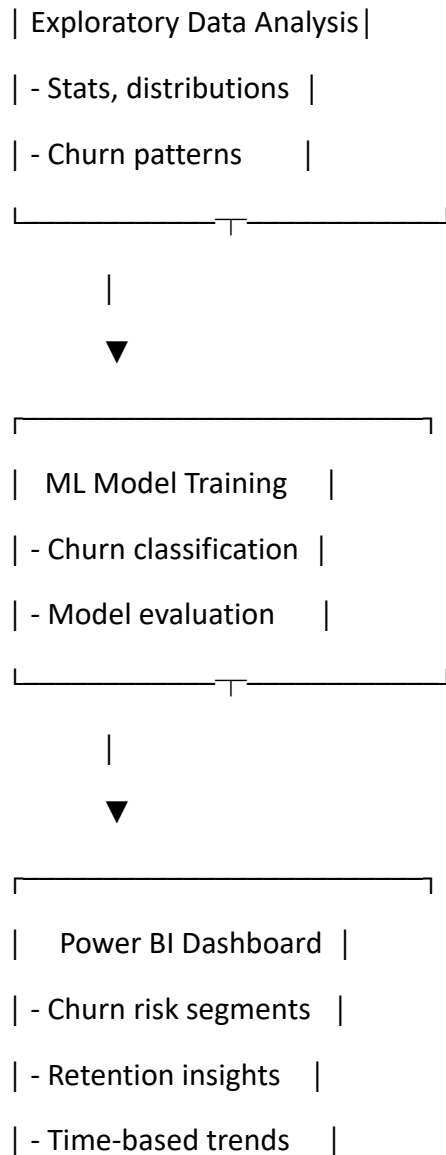 | Exploratory Data Analysis|
| - Stats, distributions |
| - Churn patterns |
└──────────┬──────────┘
|
▼
┌─────────────────────┐
| ML Model Training |
| - Churn classification |
| - Model evaluation |
└──────────┬──────────┘
|
▼
┌─────────────────────┐
| Power BI Dashboard |
| - Churn risk segments |
| - Retention insights |
| - Time-based trends |